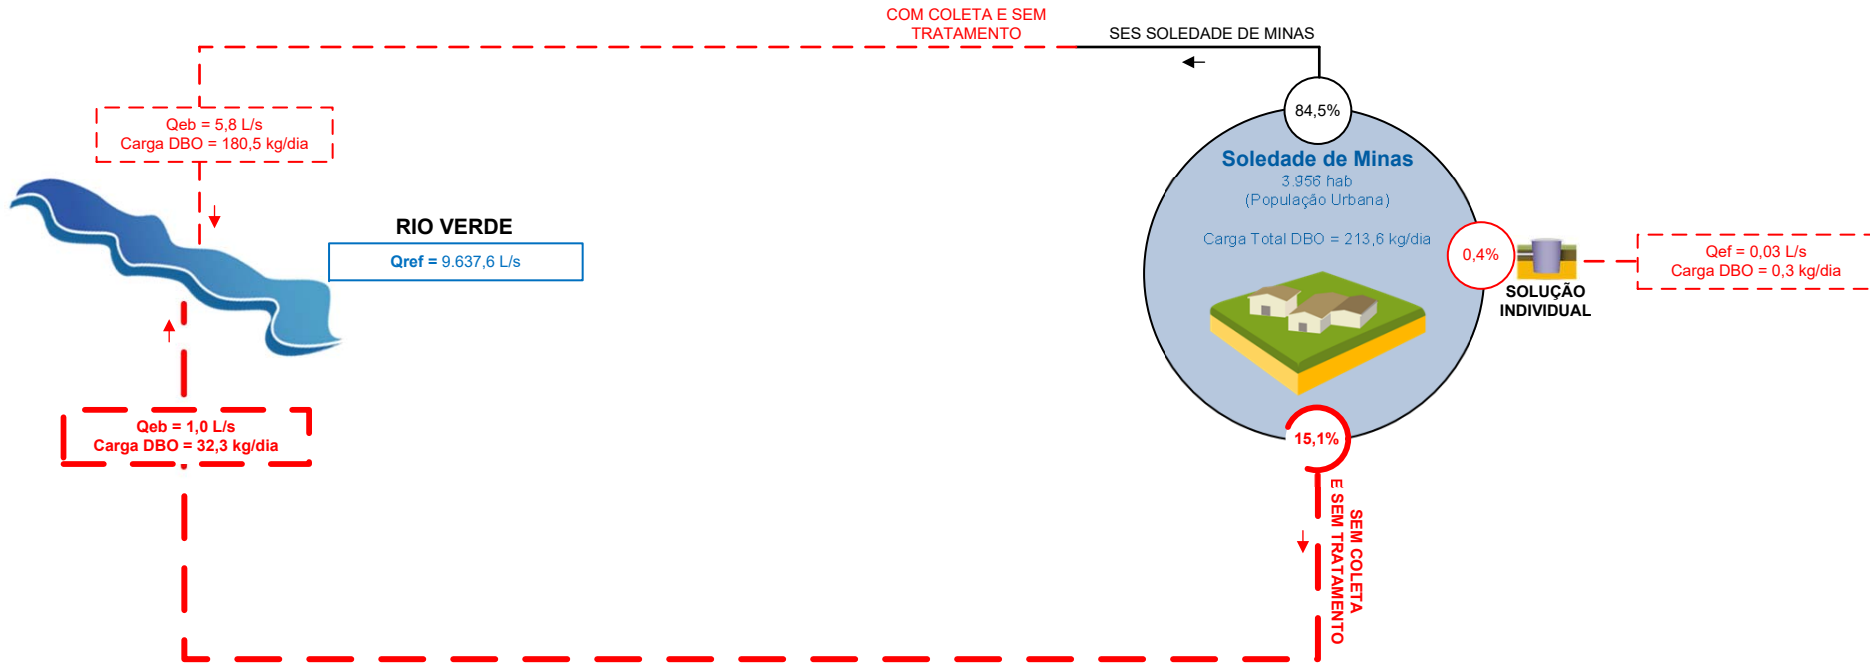 COM COLETA E SEM
TRATAMENTO
SES SOLEDADE DE MINAS
84,5%
Qeb = 5,8 L/s
Carga DBO = 180,5 kg/dia
Soledade de Minas
3.956 hab
(População Urbana)
Carga Total DBO = 213,6 kg/dia
RIO VERDE
Qref = 9.637,6 L/s
0,4%
SOLUÇÃO
INDIVIDUAL
Qef = 0,03 L/s
Carga DBO = 0,3 kg/dia
Qeb = 1,0 L/s
Carga DBO = 32,3 kg/dia
15,1%
SEM COLETA
E SEM TRATAMENTO